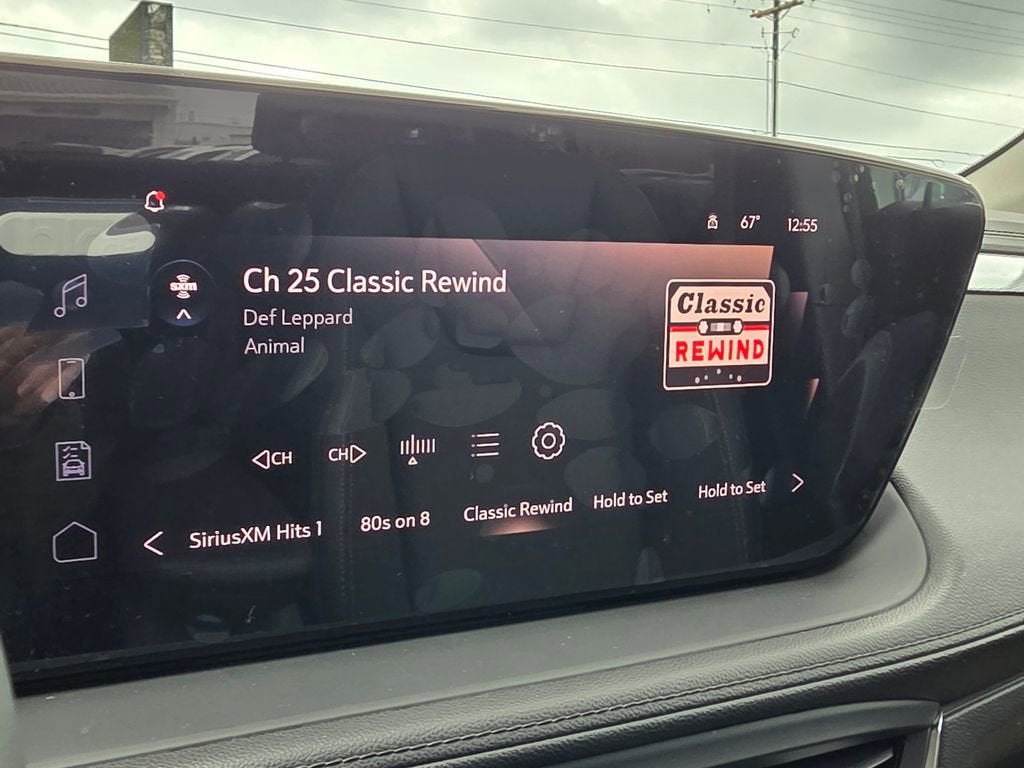 67° 12:55
sxm
Ch 25 Classic Rewind
Def Leppard
Animal
Classic
REWIND
CH CH
SiriusXM Hits 1 80s on 8 Classic Rewind Hold to Set Hold to Set